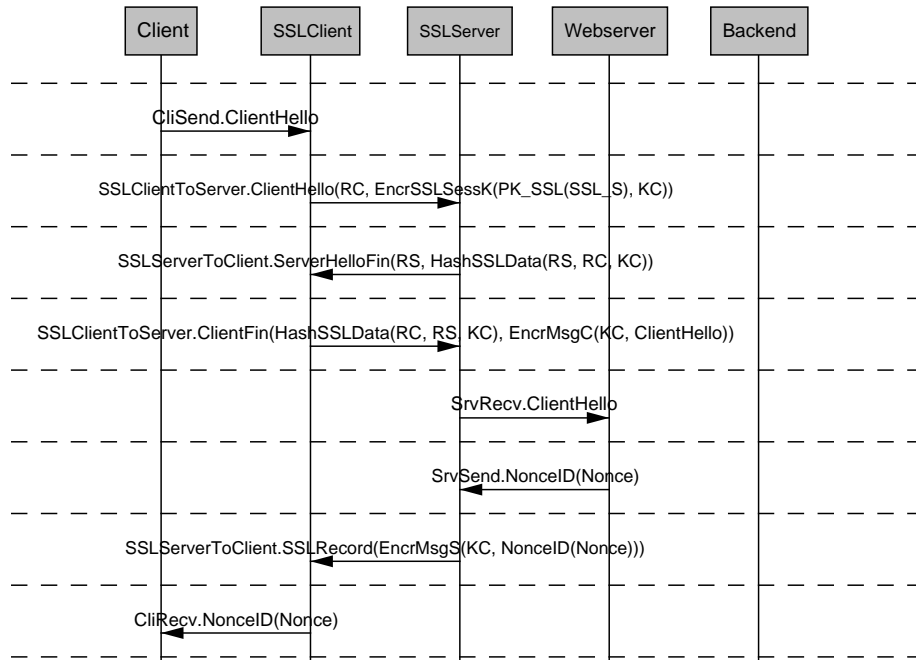 Client SSLClient SSLServer Webserver Backend
CliSend.ClientHello
SSLClientToServer.ClientHello(RC, EncrSSLSessK(PK_SSL(SSL_S), KC))
SSLServerToClient.ServerHelloFin(RS, HashSSLData(RS, RC, KC))
SSLClientToServer.ClientFin(HashSSLData(RC, RS, KC), EncrMsgC(KC, ClientHello))
SrvRecv.ClientHello
SrvSend.NonceID(Nonce)
SSLServerToClient.SSLRecord(EncrMsgS(KC, NonceID(Nonce)))
CliRecv.NonceID(Nonce)